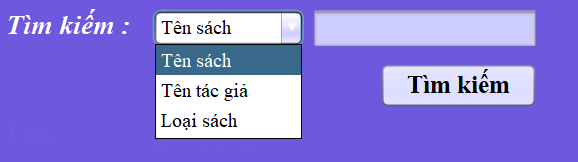 Tìm kiếm : Tên sách
Tên sách
Tên tác giả
Loại sách
Tìm kiếm